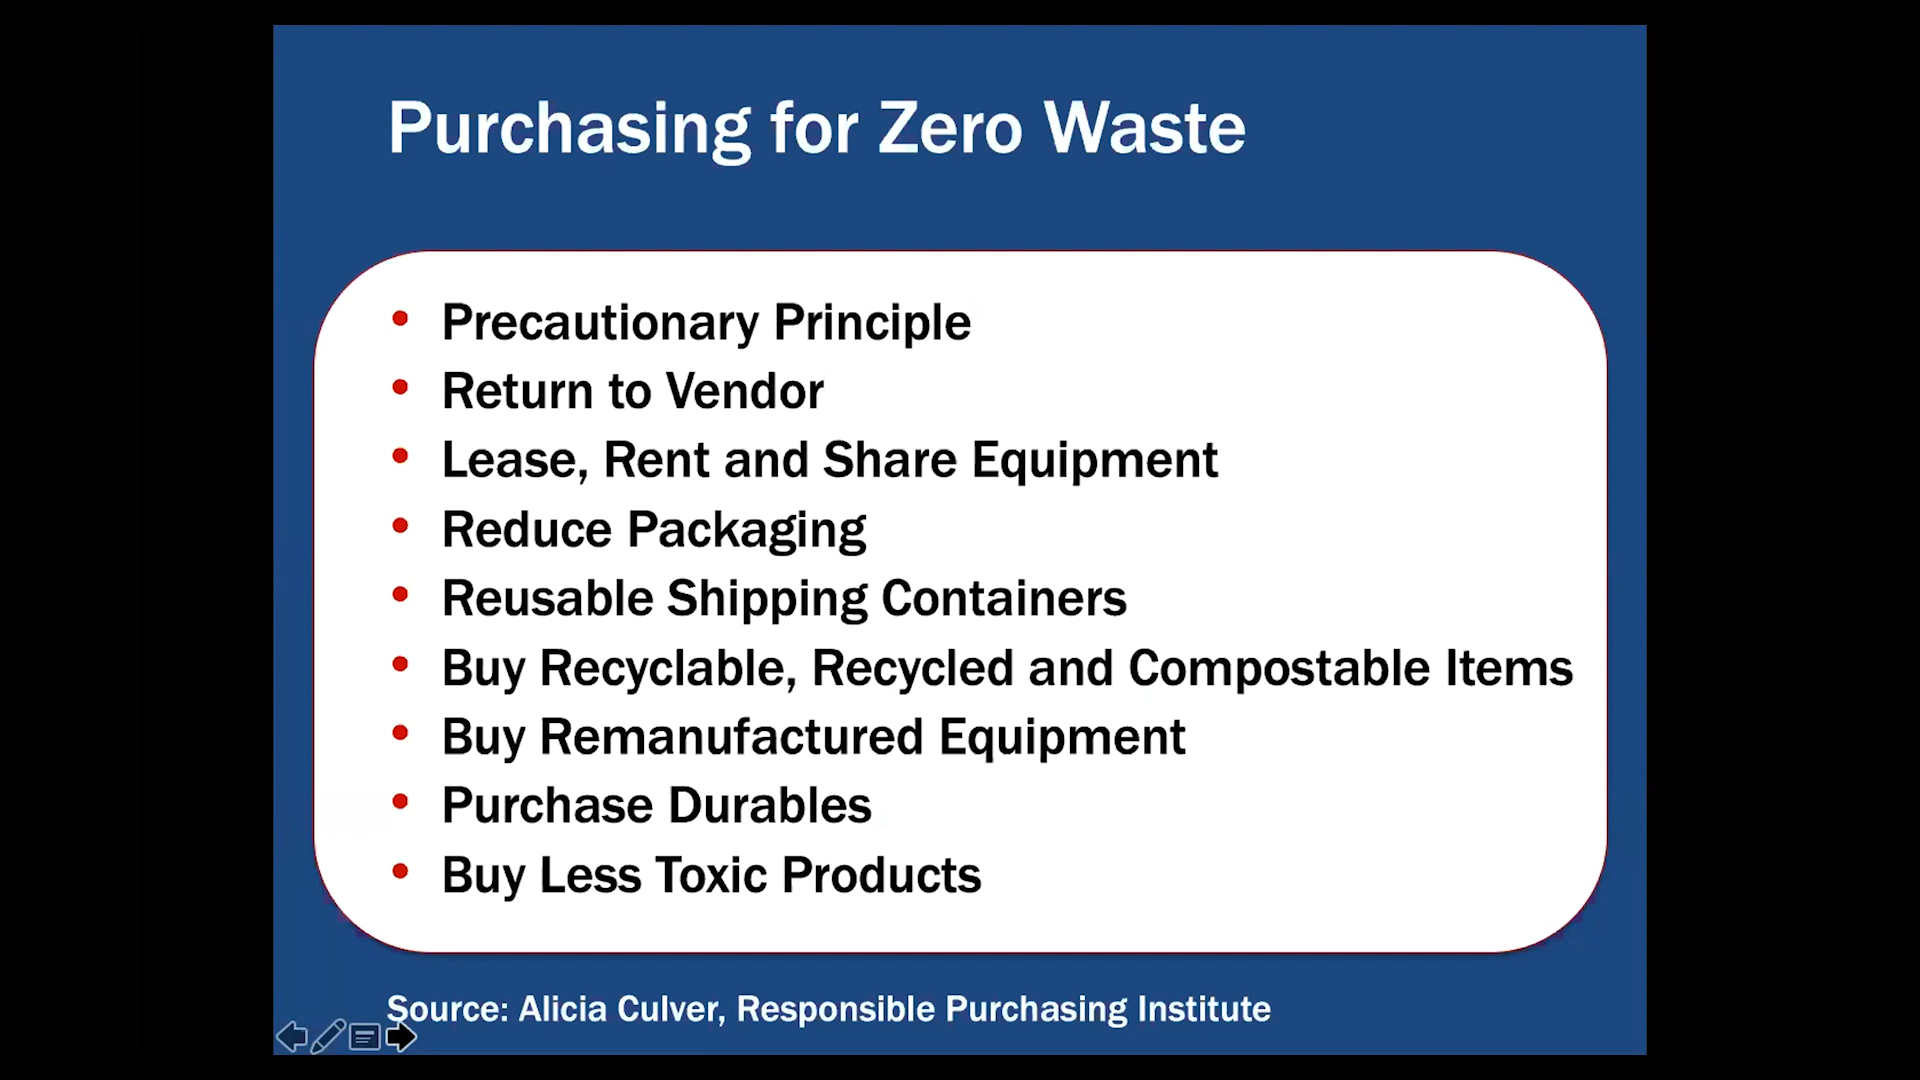 Purchasing for Zero Waste
• Precautionary Principle
• Return to Vendor
• Lease, Rent and Share Equipment
• Reduce Packaging
• Reusable Shipping Containers
• Buy Recyclable, Recycled and Compostable Items
• Buy Remanufactured Equipment
• Purchase Durables
• Buy Less Toxic Products
Source: Alicia Culver, Responsible Purchasing Institute